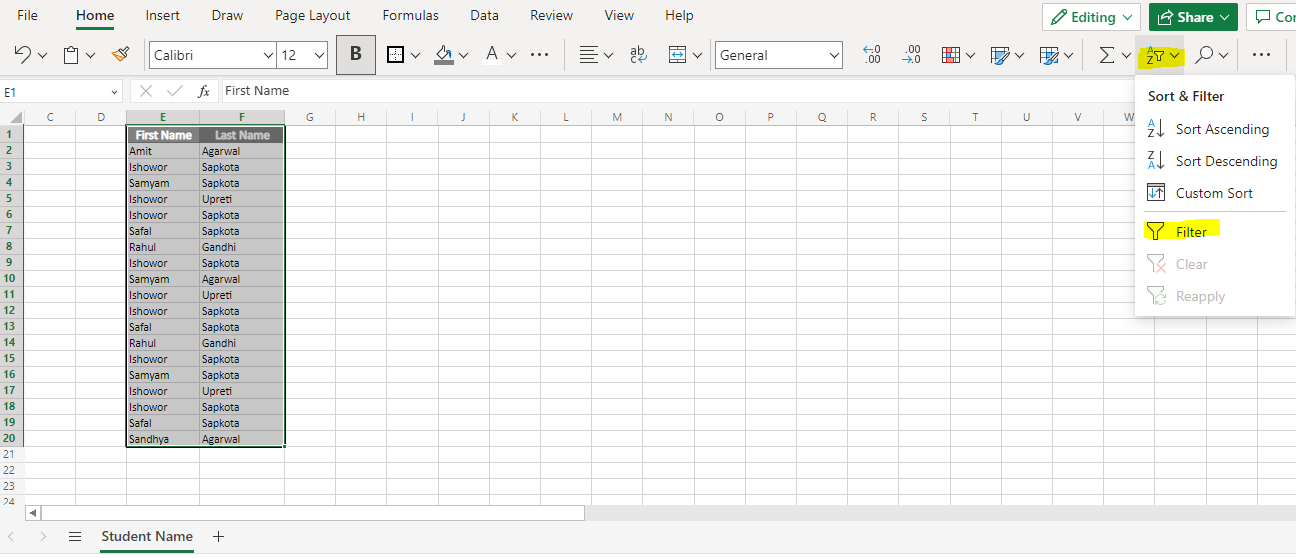 File Home Insert Draw Page Layout Formulas Data Review View Help Editing Share Co
Calibri 12 B A ab General .00 .00
E1 fx First Name
Sort & Filter
Sort Ascending
Sort Descending
Custom Sort
Filter
Clear
Reapply
C D E F G H I J K L M N O P Q R S T U V W
1 First Name Last Name
2 Amit Agarwal
3 Ishowor Sapkota
4 Samyam Sapkota
5 Ishowor Upreti
6 Ishowor Sapkota
7 Safal Sapkota
8 Rahul Gandhi
9 Ishowor Sapkota
10 Samyam Agarwal
11 Ishowor Upreti
12 Ishowor Sapkota
13 Safal Sapkota
14 Rahul Gandhi
15 Ishowor Sapkota
16 Samyam Sapkota
17 Ishowor Upreti
18 Ishowor Sapkota
19 Safal Sapkota
20 Sandhya Agarwal
21
22
23
24
Student Name